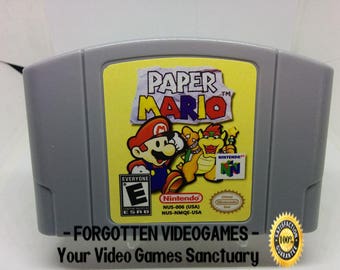 PAPER
MARIO
TM
EVERYONE
E
ESRB
Nintendo
NUS-006 (USA)
NUS-NMQE-USA
NINTENDO
64
- FORGOTTEN VIDEOGAMES -
Your Video Games Sanctuary
100%